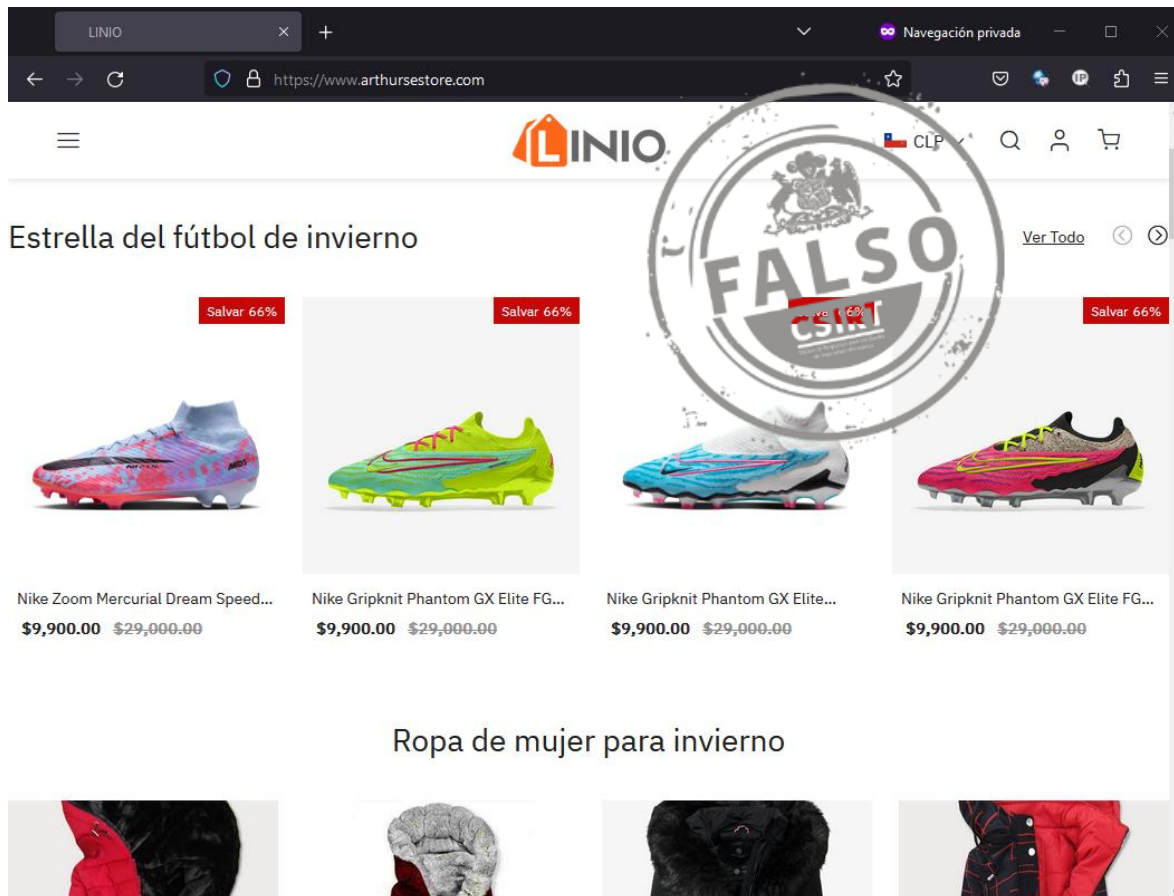 LINIO
Navegación privada
https://www.arthursestore.com
LINIO
CLP
Estrella del fútbol de invierno
Ver Todo
FALSO
CSIRT
Salvar 66%
Salvar 66%
Salvar 66%
Nike Zoom Mercurial Dream Speed...
Nike Gripknit Phantom GX Elite FG...
Nike Gripknit Phantom GX Elite...
Nike Gripknit Phantom GX Elite FG...
$9,900.00 $29,000.00
$9,900.00 $29,000.00
$9,900.00 $29,000.00
$9,900.00 $29,000.00
Ropa de mujer para invierno